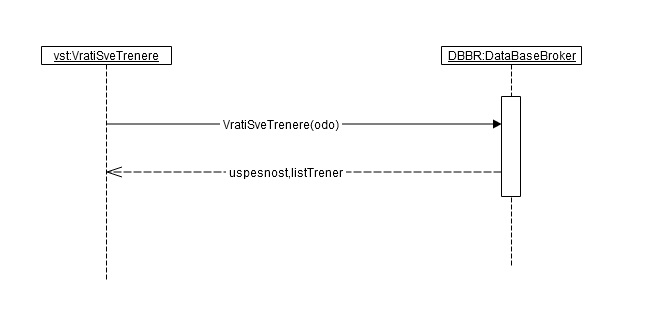 vst:VratiSveTrenere
DBBR:DataBaseBroker
VratiSveTrenere(odo)
uspesnost,listTrener